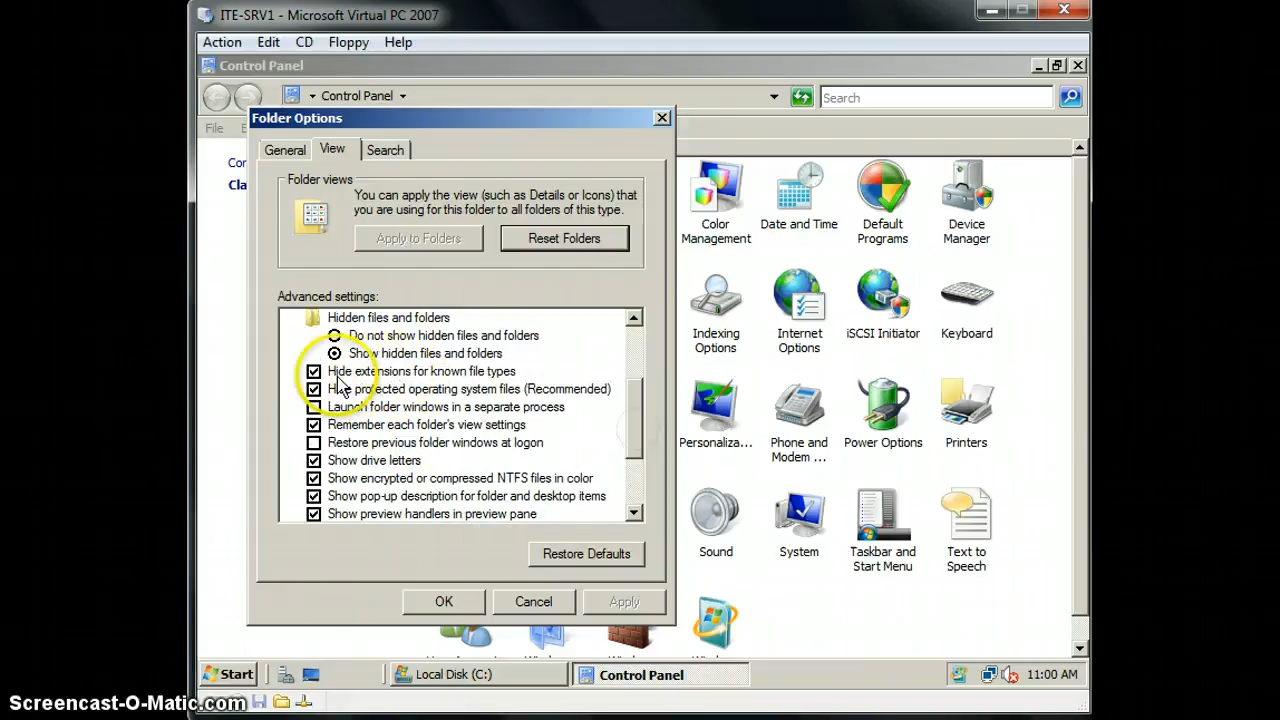 ITE-SRV1 - Microsoft Virtual PC 2007
Action Edit CD Floppy Help
Control Panel
Control Panel
Search
File
Folder Options
General View Search
Con
Clas
Folder views
You can apply the view (such as Details or Icons) that
you are using for this folder to all folders of this type.
Apply to Folders
Reset Folders
Advanced settings:
Hidden files and folders
Do not show hidden files and folders
Show hidden files and folders
Hide extensions for known file types
Hide protected operating system files (Recommended)
Launch folder windows in a separate process
Remember each folder's view settings
Restore previous folder windows at logon
Show drive letters
Show encrypted or compressed NTFS files in color
Show pop-up description for folder and desktop items
Show preview handlers in preview pane
Restore Defaults
OK Cancel Apply
Color
Management
Date and Time
Default
Programs
Device
Manager
Indexing
Options
Internet
Options
iSCSI Initiator
Keyboard
Personaliza...
Phone and
Modem ...
Power Options
Printers
Sound
System
Taskbar and
Start Menu
Text to
Speech
Start
Local Disk (C:)
Control Panel
11:00 AM
Screencast-O-Matic.com